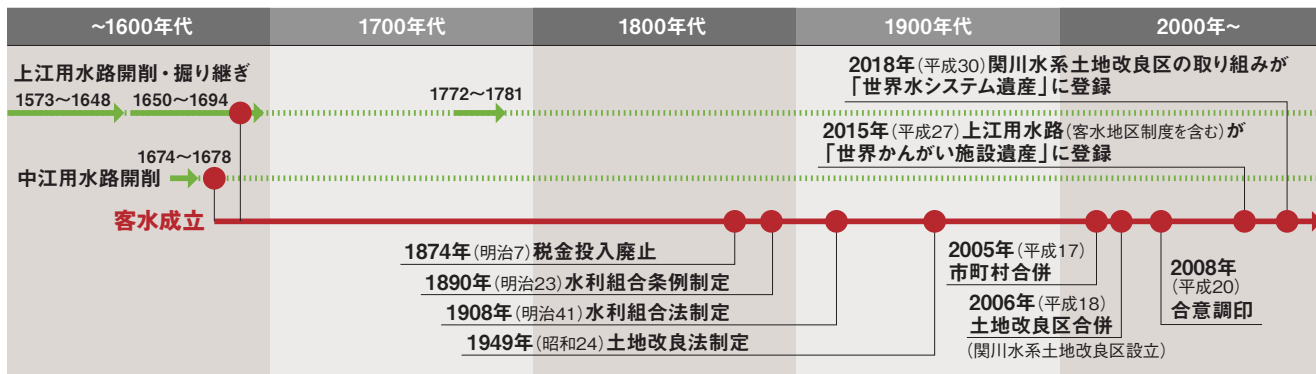 ~1600年代
1700年代
1800年代
1900年代
2000年~
上江用水路開削・掘り継ぎ
1573~1648
1650~1694
1772~1781
2018年(平成30)関川水系土地改良区の取り組みが
「世界水システム遺産」に登録
2015年(平成27)上江用水路(客水地区制度を含む)が
「世界かんがい施設遺産」に登録
1674~1678
中江用水路開削
客水成立
1874年(明治7)税金投入廃止
1890年(明治23)水利組合条例制定
1908年(明治41)水利組合法制定
1949年(昭和24)土地改良法制定
2005年(平成17)
市町村合併
2006年(平成18)
土地改良区合併
(関川水系土地改良区設立)
2008年
(平成20)
合意調印